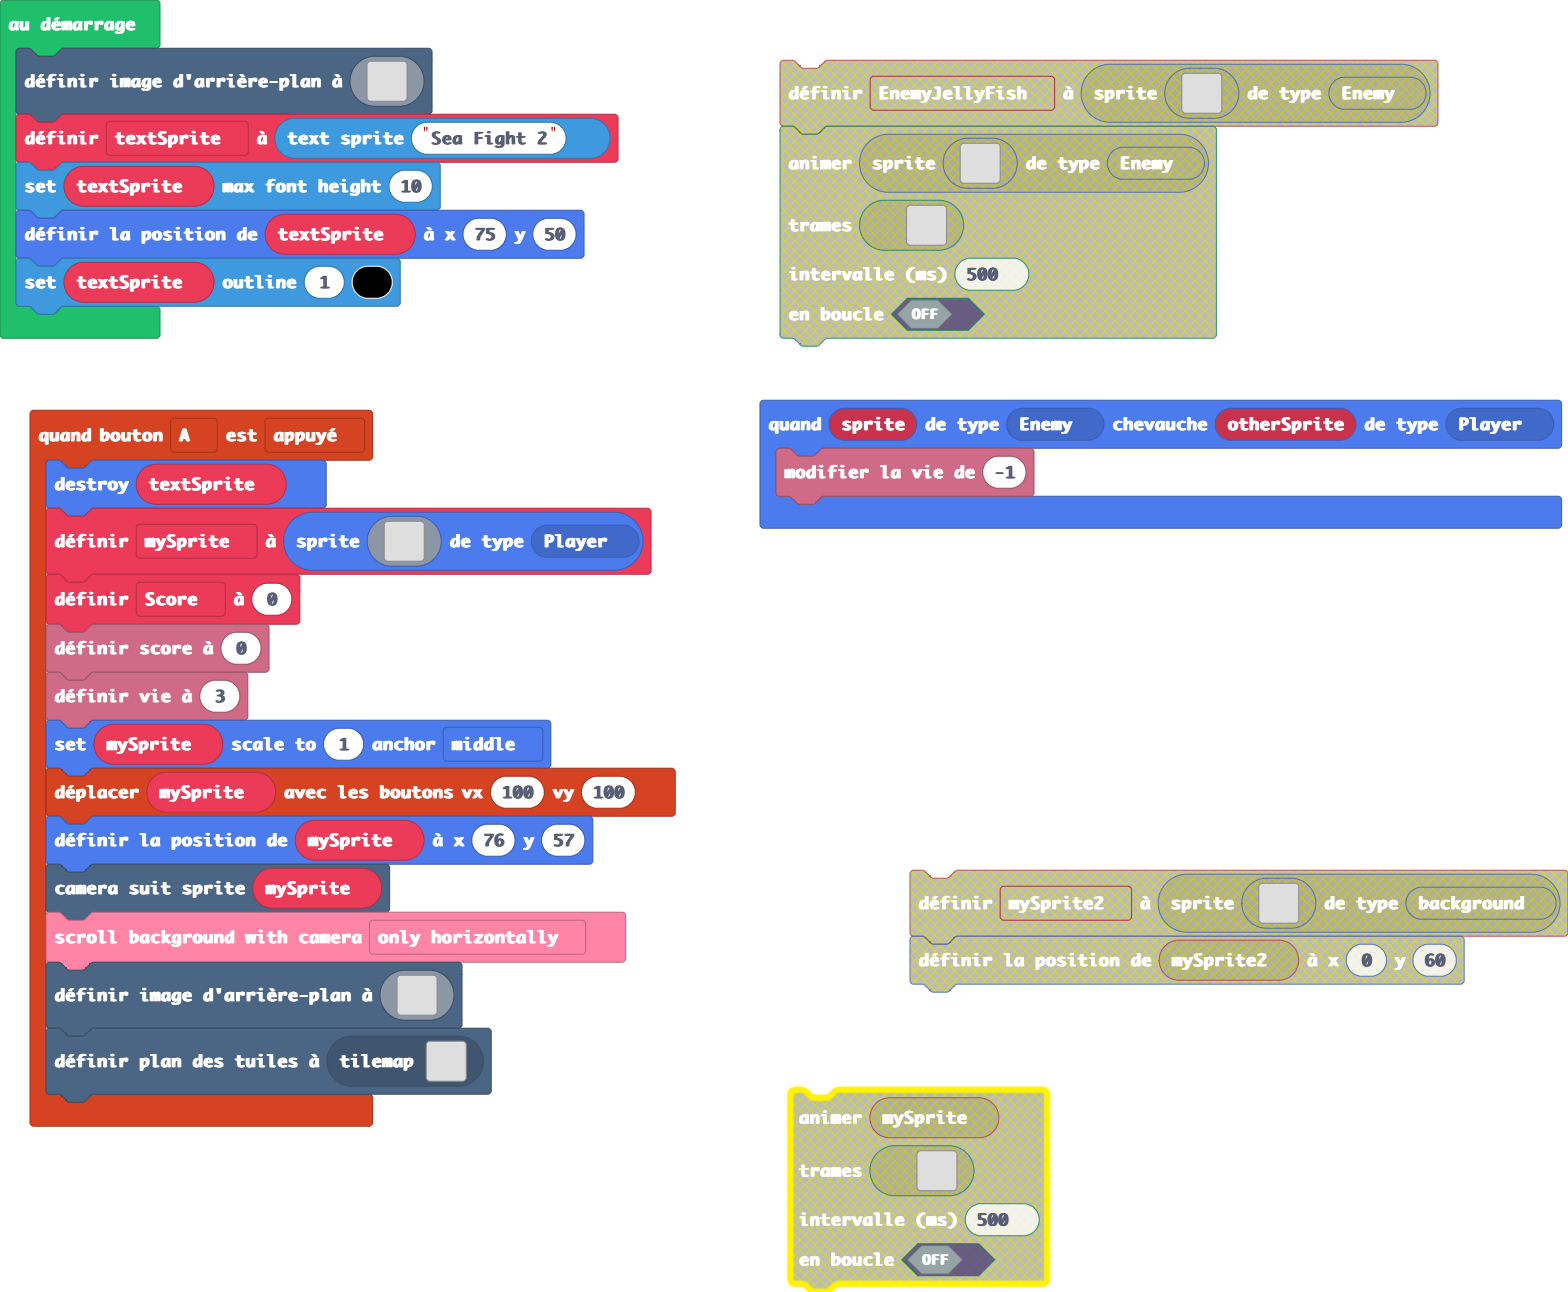 au démarrage
définir image d'arrière-plan à
définir textSprite à text sprite "Sea Fight 2"
set textSprite max font height 10
définir la position de textSprite à x 75 y 50
set textSprite outline 1
définir EnemyJellyFish à sprite de type Enemy
animer sprite de type Enemy
trames
intervalle (ms) 500
en boucle OFF
quand bouton A est appuyé
destroy textSprite
définir mySprite à sprite de type Player
définir Score à 0
définir score à 0
définir vie à 3
set mySprite scale to 1 anchor middle
déplacer mySprite avec les boutons vx 100 vy 100
définir la position de mySprite à x 76 y 57
camera suit sprite mySprite
scroll background with camera only horizontally
définir image d'arrière-plan à
définir plan des tuiles à tilemap
quand sprite de type Enemy chevauche otherSprite de type Player
modifier la vie de -1
définir mySprite2 à sprite de type background
définir la position de mySprite2 à x 0 y 60
animer mySprite
trames
intervalle (ms) 500
en boucle OFF